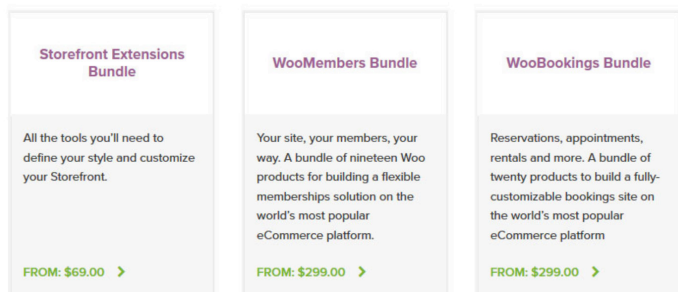 Storefront Extensions
Bundle
All the tools you'll need to
define your style and customize
your Storefront.
FROM: $69.00
WooMembers Bundle
Your site, your members, your
way. A bundle of nineteen Woo
products for building a flexible
memberships solution on the
world's most popular
eCommerce platform.
FROM: $299.00
WooBookings Bundle
Reservations, appointments,
rentals and more. A bundle of
twenty products to build a fully-
customizable bookings site on
the world's most popular
eCommerce platform
FROM: $299.00